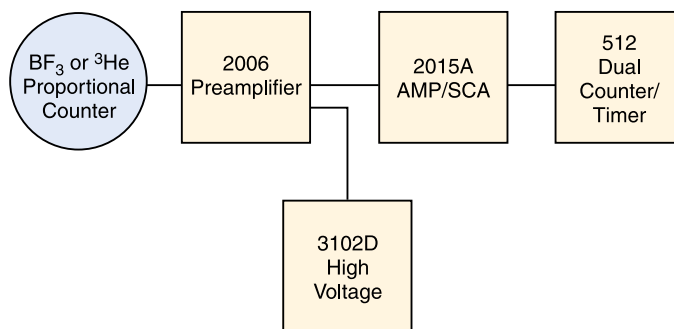 BF₃ or ³He
Proportional
Counter
2006
Preamplifier
2015A
AMP/SCA
512
Dual
Counter/
Timer
3102D
High
Voltage